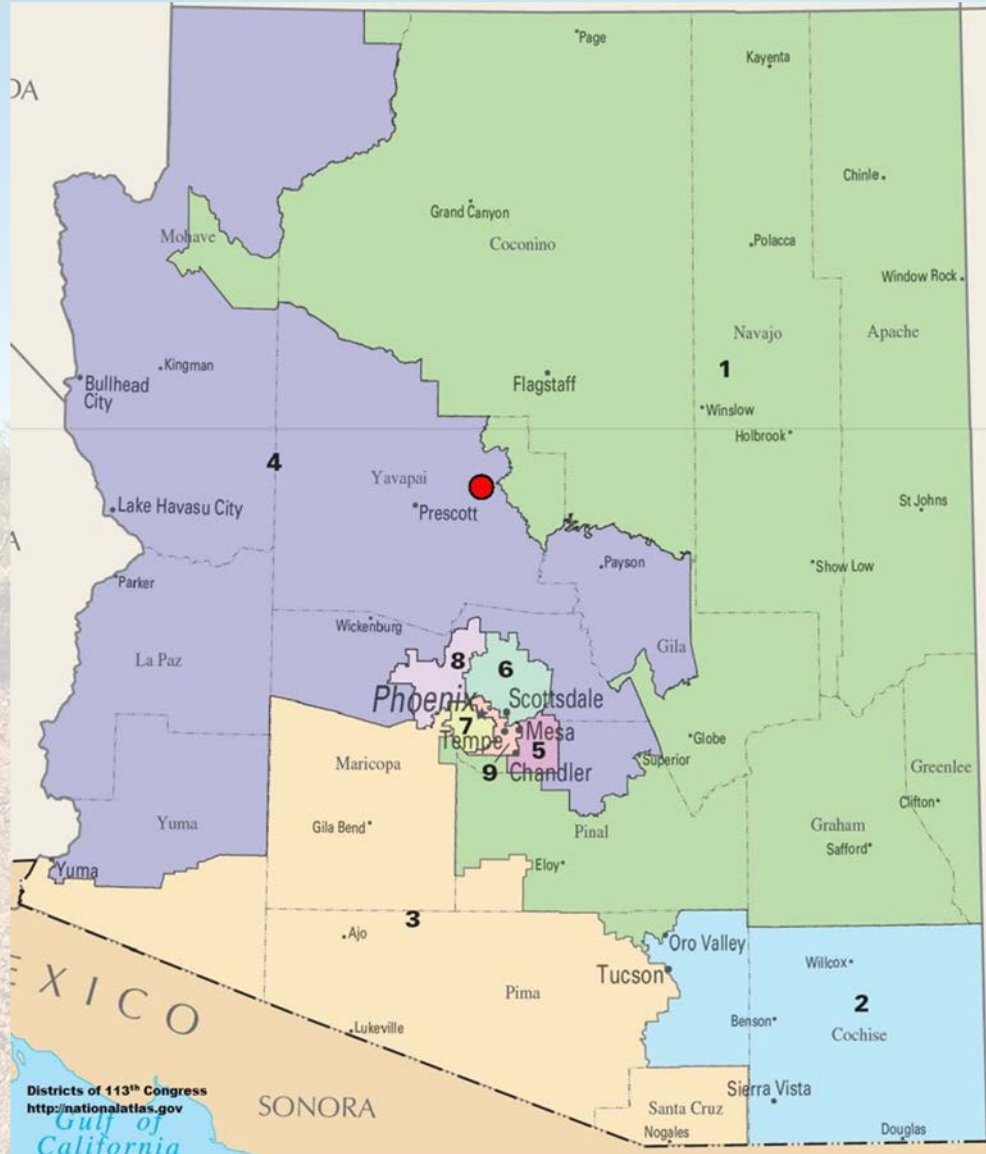 Page
Kayenta
DA
Chinle
Grand Canyon
Mohave
Coconino
Polacca
Window Rock
Navajo
Apache
Kingman
1
Bullhead
City
Flagstaff
Winslow
Holbrook
4
Yavapai
St Johns
Lake Havasu City
Prescott
A
Payson
Show Low
Parker
Wickenburg
La Paz
Gila
8
6
Phoenix
Scottsdale
7
Mesa
Tempe
5
Globe
Superior
Maricopa
9
Chandler
Greenlee
Clifton
Yuma
Gila Bend
Pinal
Graham
Safford
Eloy
Yuma
3
Ajo
Oro Valley
Tucson
Willcox
EXICO
Pima
2
Benson
Cochise
Lukeville
Districts of 113th Congress
http://nationalatlas.gov
Sierra Vista
SONORA
Santa Cruz
Gulf of
California
Nogales
Douglas